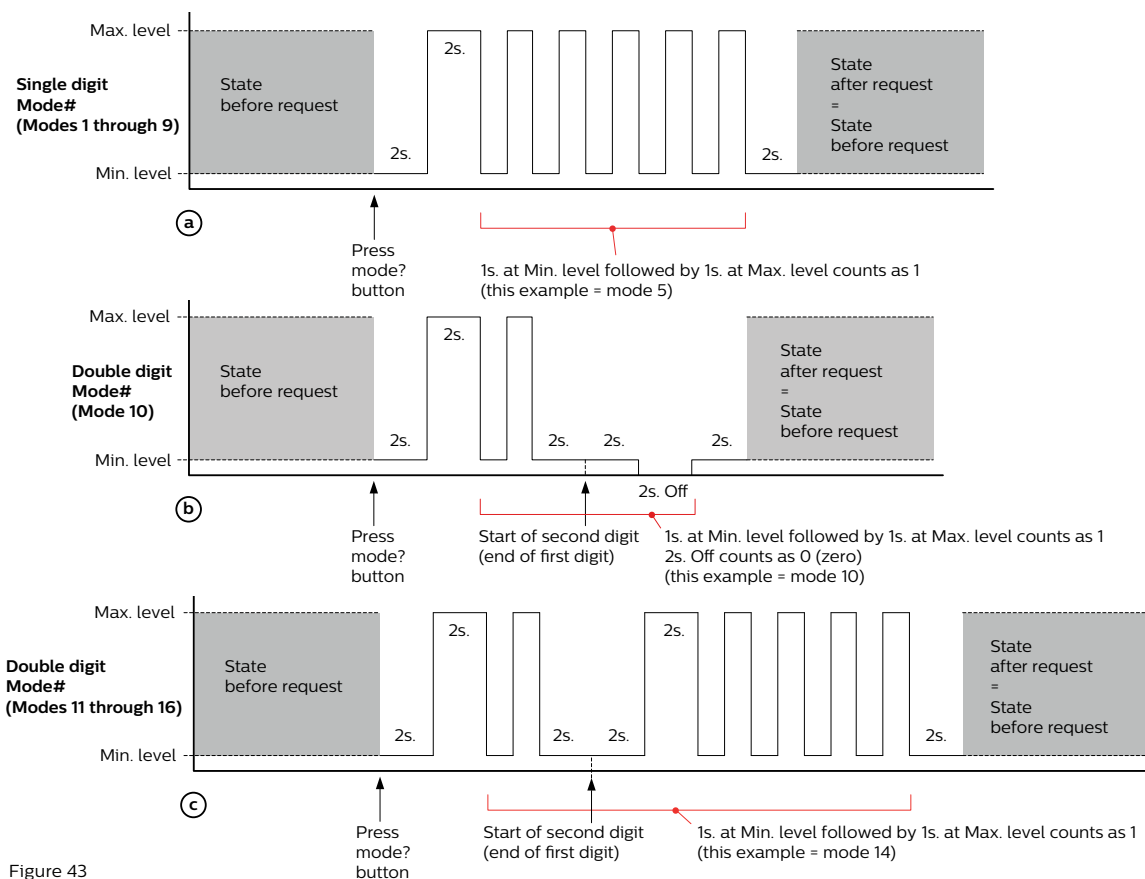 Max. level
2s.
Single digit
Mode#
(Modes 1 through 9)
State
before request
State
after request
=
State
before request
2s.
2s.
Min. level
a
Press
mode?
button
1s. at Min. level followed by 1s. at Max. level counts as 1
(this example = mode 5)
Max. level
2s.
Double digit
Mode#
(Mode 10)
State
before request
State
after request
=
State
before request
2s.
2s.
2s.
2s.
Min. level
2s. Off
b
Press
mode?
button
Start of second digit
(end of first digit)
1s. at Min. level followed by 1s. at Max. level counts as 1
2s. Off counts as 0 (zero)
(this example = mode 10)
Max. level
2s.
2s.
Double digit
Mode#
(Modes 11 through 16)
State
before request
State
after request
=
State
before request
2s.
2s.
2s.
2s.
Min. level
c
Press
mode?
button
Start of second digit
(end of first digit)
1s. at Min. level followed by 1s. at Max. level counts as 1
(this example = mode 14)
Figure 43